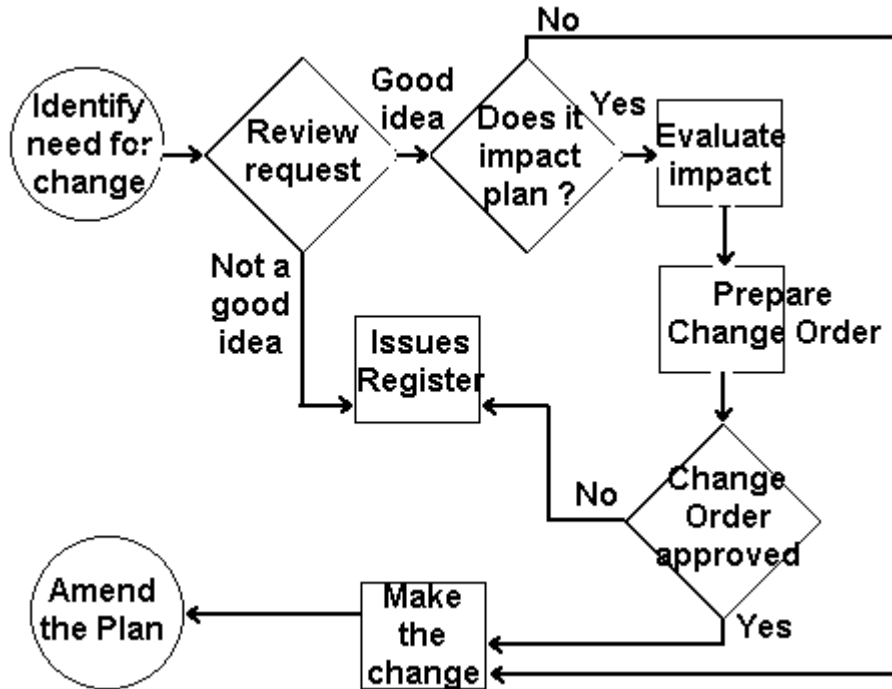 No
Identify
need for
change
Review
request
Good
idea
Does it
impact
plan ?
Yes
Evaluate
impact
Not a
good
idea
Prepare
Change Order
Issues
Register
No
Change
Order
approved
Yes
Make
the
change
Amend
the Plan